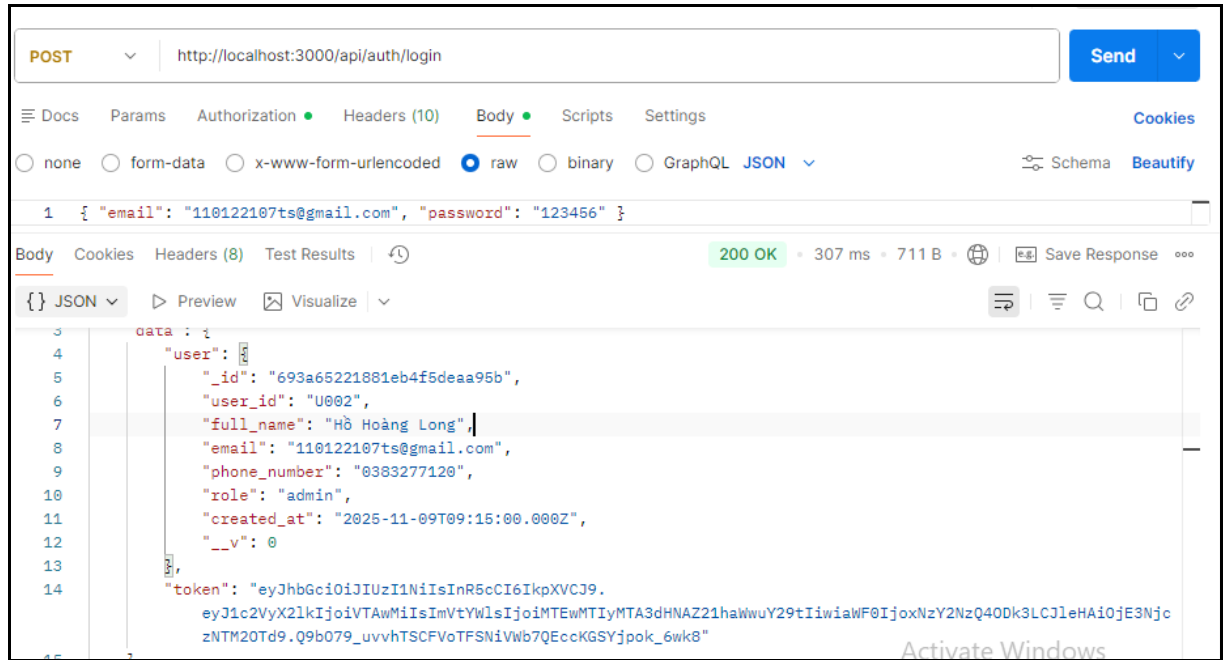 POST http://localhost:3000/api/auth/login Send
Docs Params Authorization Headers (10) Body Scripts Settings Cookies
none form-data x-www-form-urlencoded raw binary GraphQL JSON Schema Beautify
1 { "email": "110122107ts@gmail.com", "password": "123456" }
Body Cookies Headers (8) Test Results 200 OK • 307 ms • 711 B • e.g. Save Response
{} JSON Preview Visualize
3 data : {
4 "user": {
5 "_id": "693a65221881eb4f5deaa95b",
6 "user_id": "U002",
7 "full_name": "Hồ Hoàng Long",
8 "email": "110122107ts@gmail.com",
9 "phone_number": "0383277120",
10 "role": "admin",
11 "created_at": "2025-11-09T09:15:00.000Z",
12 "__v": 0
13 },
14 "token": "eyJhbGciOiJIUzI1NiIsInR5cCI6IkpXVCJ9.
eyJ1c2VyX2lkIjoiVTAwMiIsImVtYWlsIjoiMTEwMTIyMTA3dHNAZ21haWwuY29tIiwiaWF0IjoxNzY2NzQ4ODk3LCJleHAiOjE3Njc
zNTM2OTd9.Q9bO79_uvvhTSCFVoTFSNiVWb7QEccKGSYjpok_6wk8"
15 }
Activate Windows